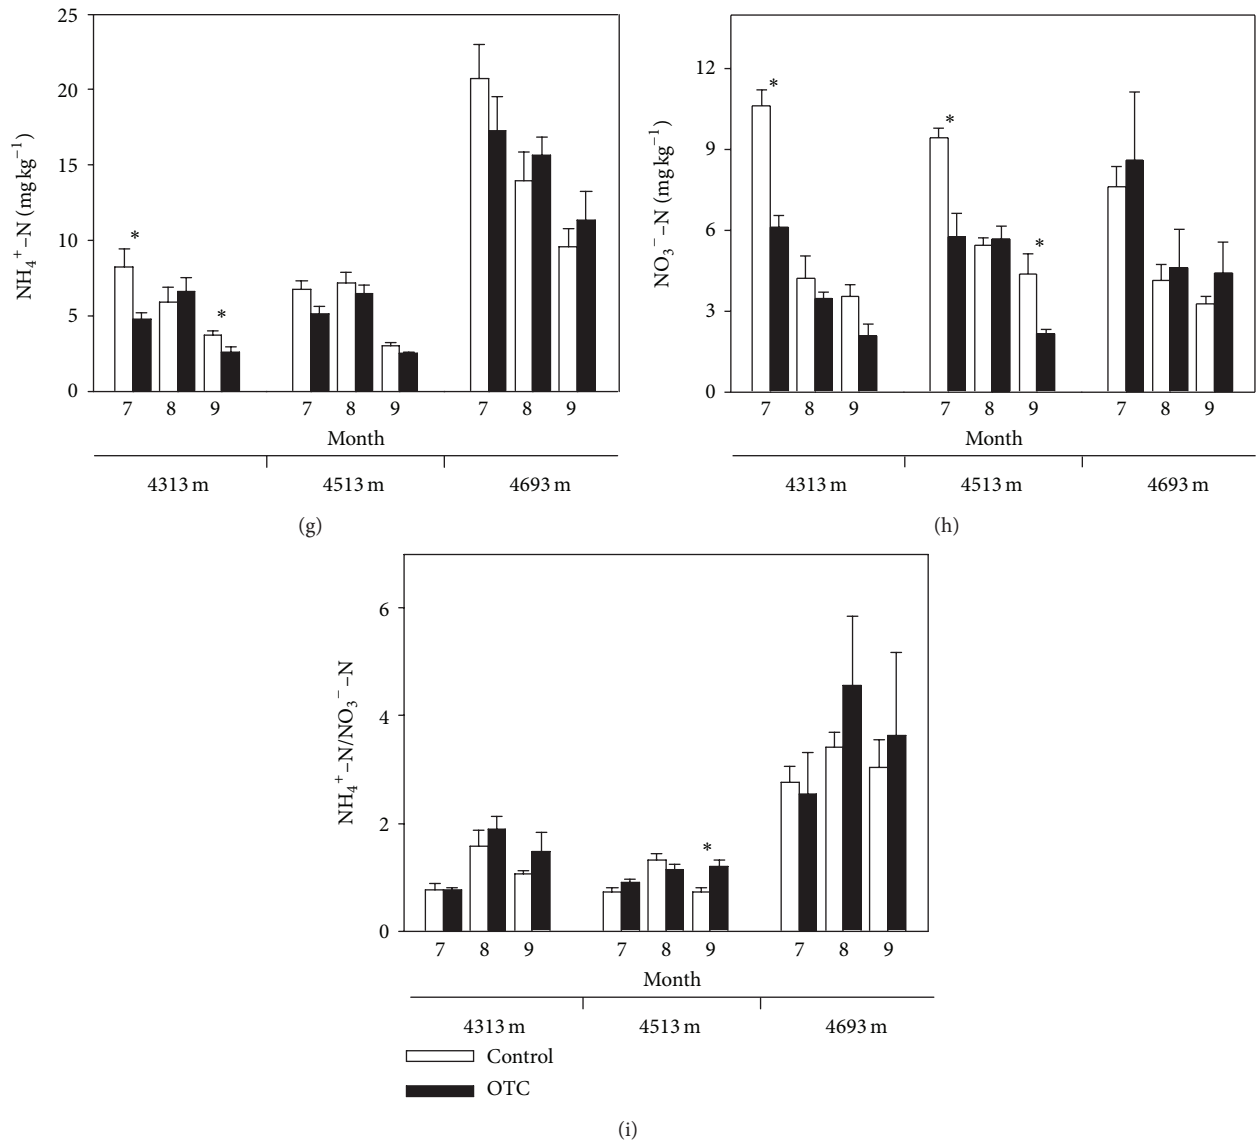 25
20
15
10
5
0
NH₄⁺–N (mg kg⁻¹)
*
*
7 8 9 7 8 9 7 8 9
Month
4313 m 4513 m 4693 m
(g)
12
9
6
3
0
NO₃⁻–N (mg kg⁻¹)
*
*
*
7 8 9 7 8 9 7 8 9
Month
4313 m 4513 m 4693 m
(h)
6
4
2
0
NH₄⁺–N/NO₃⁻–N
*
7 8 9 7 8 9 7 8 9
Month
4313 m 4513 m 4693 m
Control
OTC
(i)